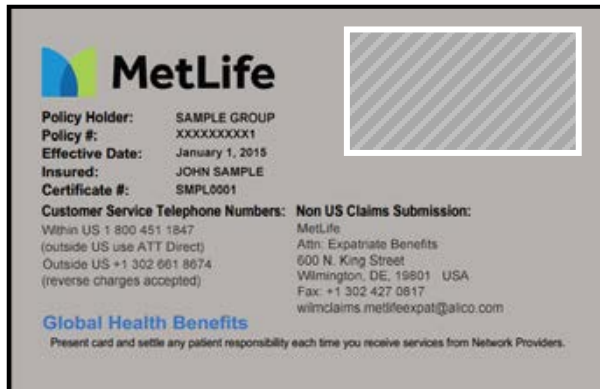 MetLife
Policy Holder: SAMPLE GROUP
Policy #: XXXXXXXXX1
Effective Date: January 1, 2015
Insured: JOHN SAMPLE
Certificate #: SMPL0001
Customer Service Telephone Numbers:
Within US 1 800 451 1847
(outside US use ATT Direct)
Outside US +1 302 661 8674
(reverse charges accepted)
Non US Claims Submission:
MetLife
Attn: Expatriate Benefits
600 N. King Street
Wilmington, DE, 19801 USA
Fax: +1 302 427 0817
wilmclaims.metlifeexpat@alico.com
Global Health Benefits
Present card and settle any patient responsibility each time you receive services from Network Providers.